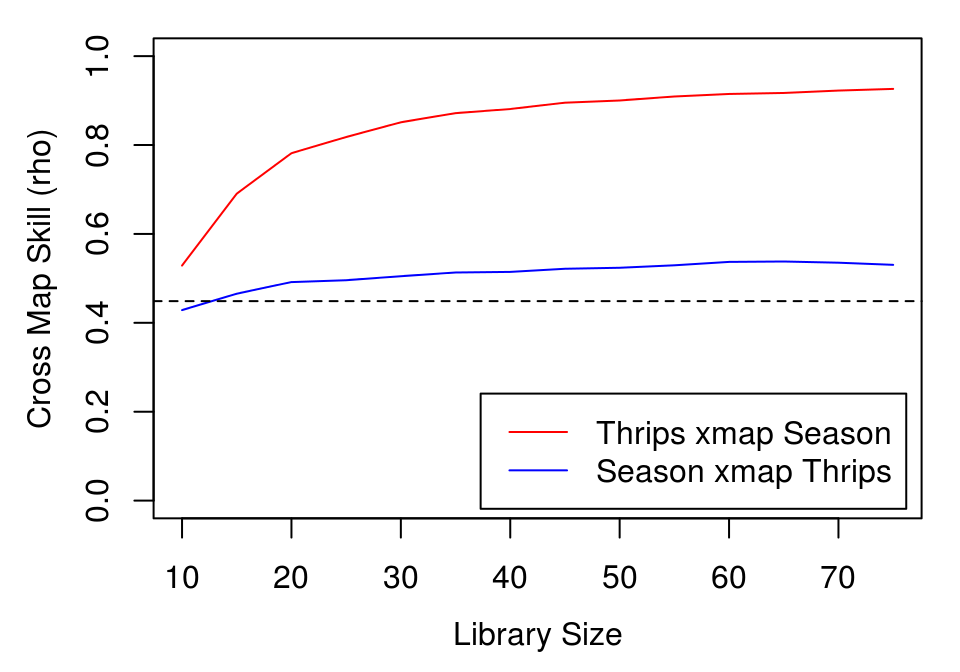 1.0
0.8
0.6
0.4
0.2
0.0
Cross Map Skill (rho)
Thrips xmap Season
Season xmap Thrips
10 20 30 40 50 60 70
Library Size